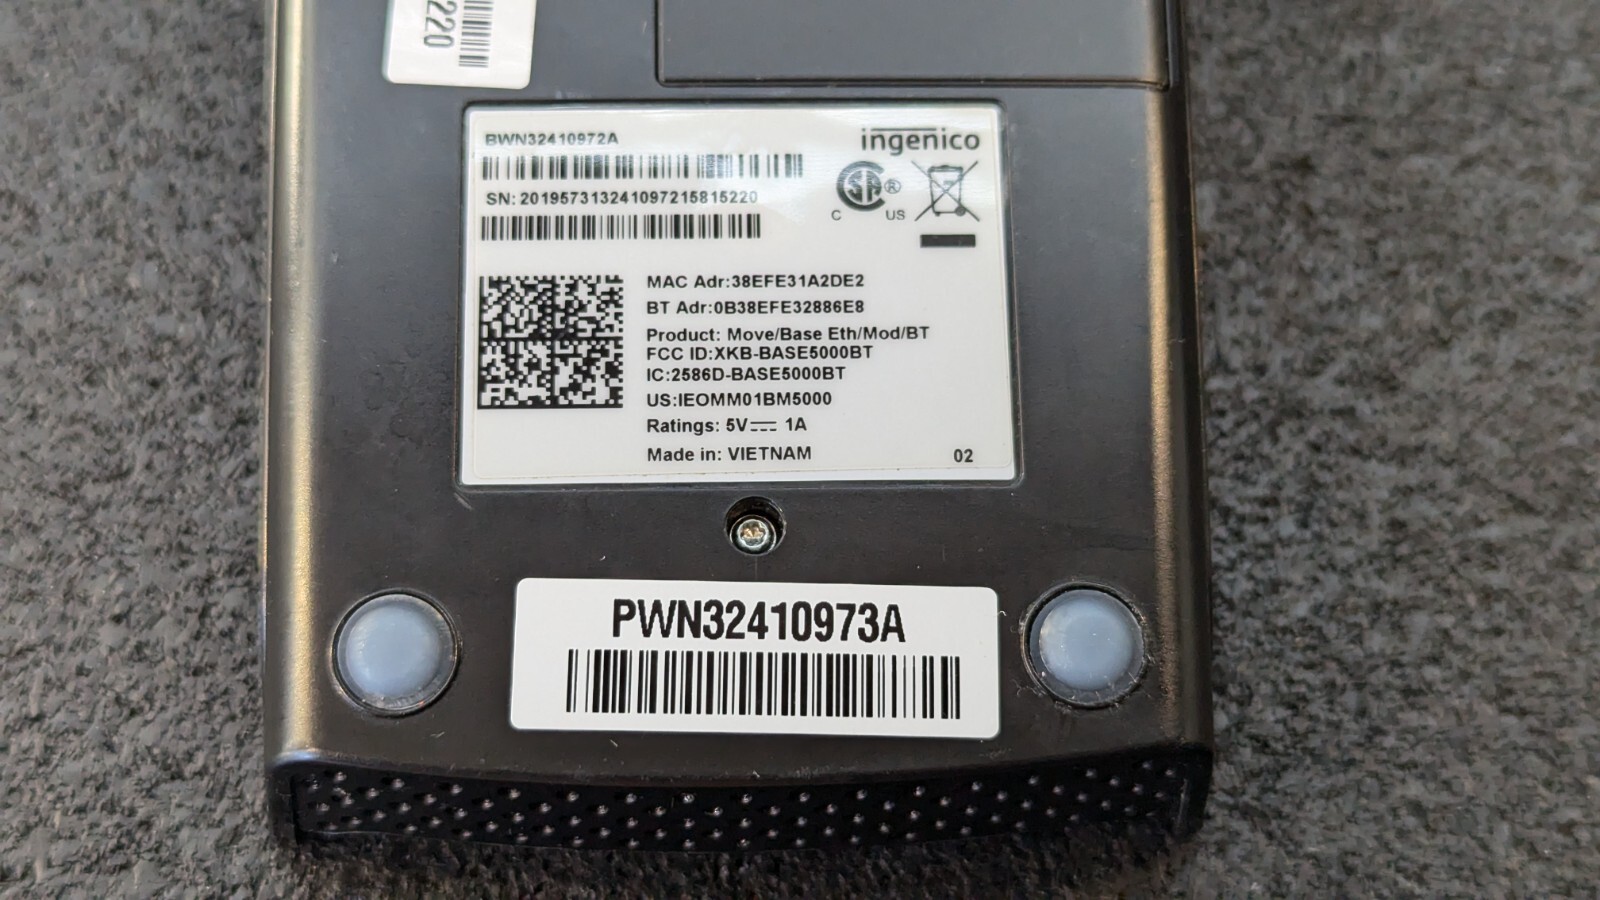 220
BWN32410972A
ingenico
SN: 201957313241097215815220
C US
MAC Adr:38EFE31A2DE2
BT Adr:0B38EFE32886E8
Product: Move/Base Eth/Mod/BT
FCC ID:XKB-BASE5000BT
IC:2586D-BASE5000BT
US:IEOMM01BM5000
Ratings: 5V⎓ 1A
Made in: VIETNAM
02
PWN32410973A